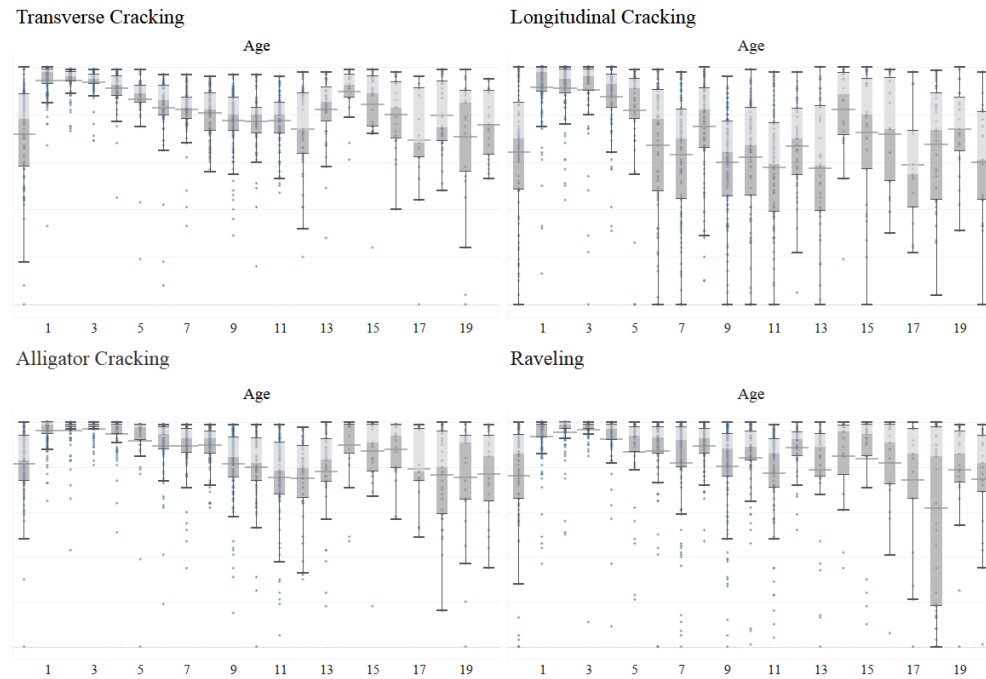 Transverse Cracking
Age
1 3 5 7 9 11 13 15 17 19
Longitudinal Cracking
Age
1 3 5 7 9 11 13 15 17 19
Alligator Cracking
Age
1 3 5 7 9 11 13 15 17 19
Raveling
Age
1 3 5 7 9 11 13 15 17 19